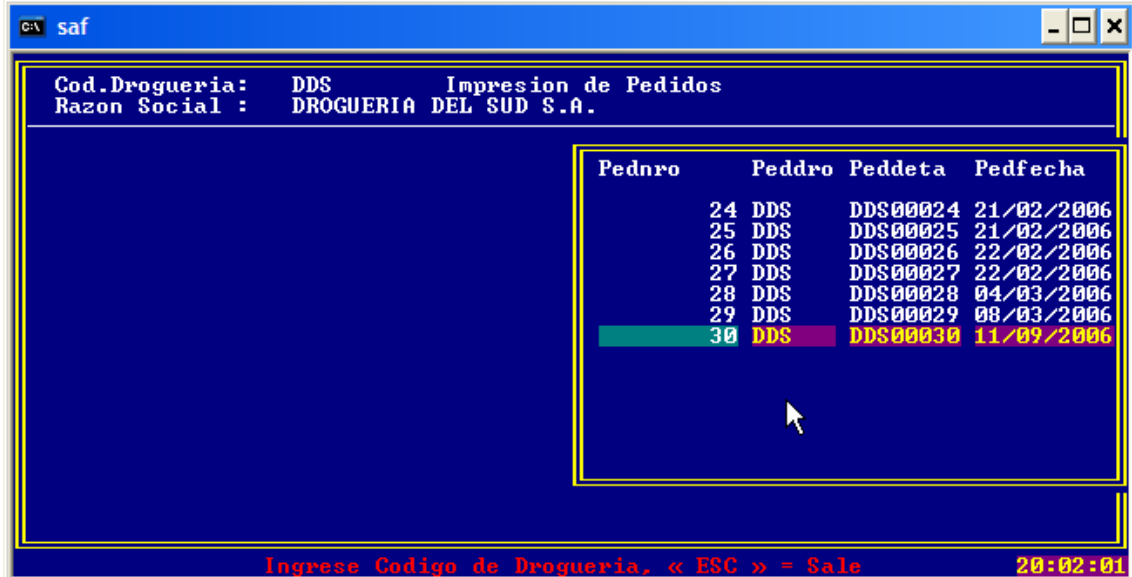 saf
Cod.Drogueria: DDS Impresion de Pedidos
Razon Social : DROGUERIA DEL SUD S.A.
Pednro Peddro Peddeta Pedfecha
24 DDS DDS00024 21/02/2006
25 DDS DDS00025 21/02/2006
26 DDS DDS00026 22/02/2006
27 DDS DDS00027 22/02/2006
28 DDS DDS00028 04/03/2006
29 DDS DDS00029 08/03/2006
30 DDS DDS00030 11/09/2006
Ingrese Codigo de Drogueria, « ESC » = Sale 20:02:01